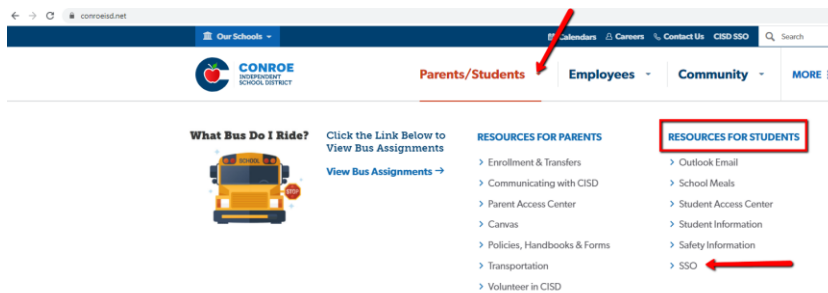 conroeisd.net
Our Schools
Calendars Careers Contact Us CISD SSO Search
CONROE
INDEPENDENT
SCHOOL DISTRICT
Parents/Students Employees Community MORE
What Bus Do I Ride?
SCHOOL
STOP
Click the Link Below to
View Bus Assignments
View Bus Assignments →
RESOURCES FOR PARENTS
> Enrollment & Transfers
> Communicating with CISD
> Parent Access Center
> Canvas
> Policies, Handbooks & Forms
> Transportation
> Volunteer in CISD
RESOURCES FOR STUDENTS
> Outlook Email
> School Meals
> Student Access Center
> Student Information
> Safety Information
> SSO